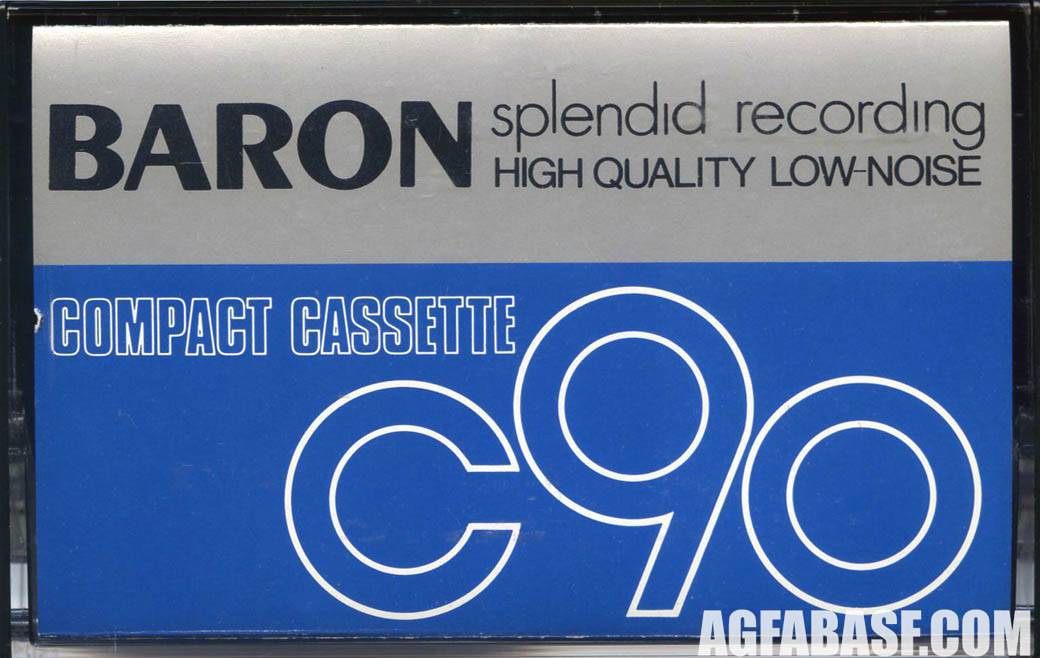 BARON splendid recording
HIGH QUALITY LOW-NOISE
COMPACT CASSETTE
C90
AGFABASF.COM